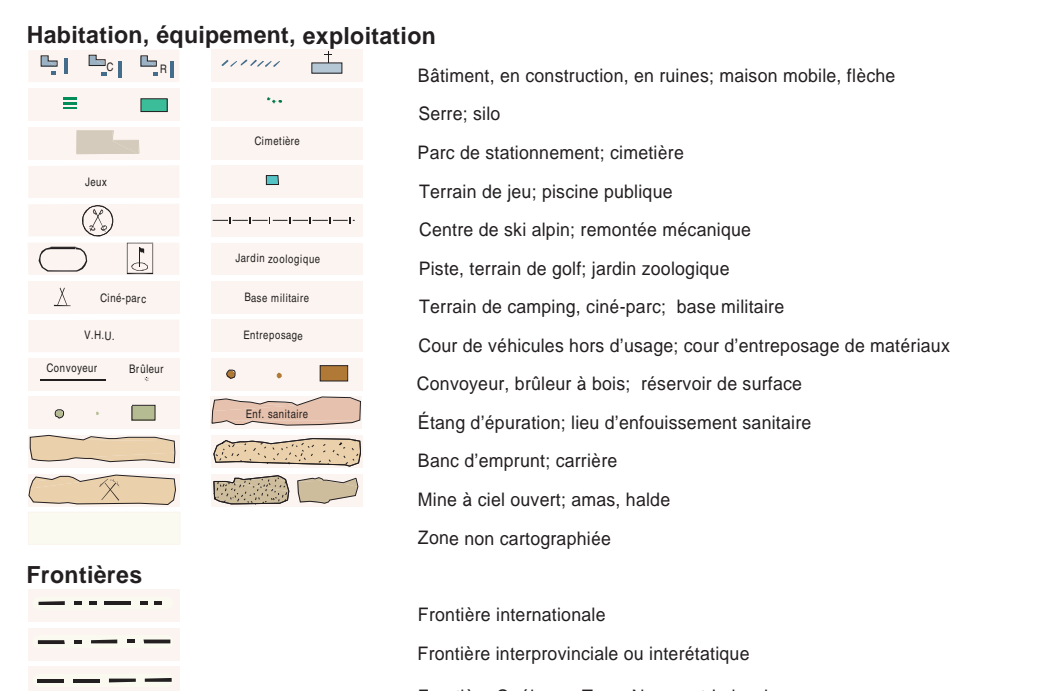 Habitation, équipement, exploitation
C R Bâtiment, en construction, en ruines; maison mobile, flèche
Serre; silo
Cimetière Parc de stationnement; cimetière
Jeux Terrain de jeu; piscine publique
Centre de ski alpin; remontée mécanique
Jardin zoologique Piste, terrain de golf; jardin zoologique
Ciné-parc Base militaire Terrain de camping, ciné-parc; base militaire
V.H.U. Entreposage Cour de véhicules hors d'usage; cour d'entreposage de matériaux
Convoyeur Brûleur Convoyeur, brûleur à bois; réservoir de surface
Enf. sanitaire Étang d'épuration; lieu d'enfouissement sanitaire
Banc d'emprunt; carrière
Mine à ciel ouvert; amas, halde
Zone non cartographiée
Frontières
Frontière internationale
Frontière interprovinciale ou interétatique